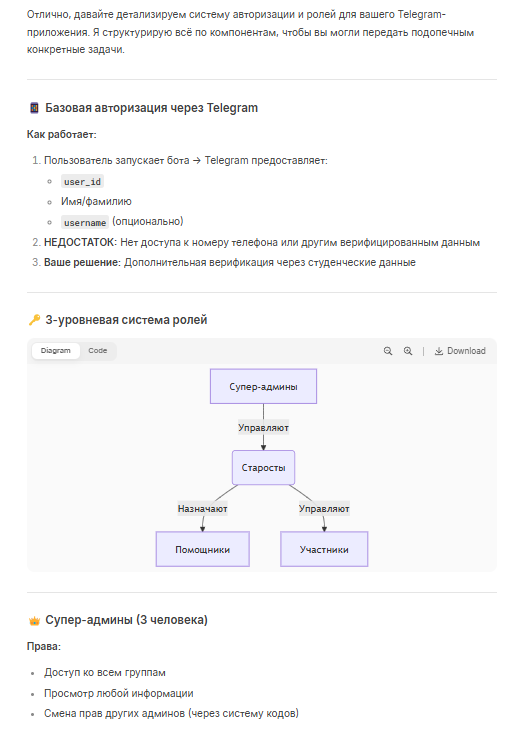 Отлично, давайте детализируем систему авторизации и ролей для вашего Telegram-
приложения. Я структурирую всё по компонентам, чтобы вы могли передать подопечным
конкретные задачи.
Базовая авторизация через Telegram
Как работает:
1. Пользователь запускает бота → Telegram предоставляет:
user_id
Имя/фамилию
username (опционально)
2. НЕДОСТАТОК: Нет доступа к номеру телефона или другим верифицированным данным
3. Ваше решение: Дополнительная верификация через студенческие данные
🔑 3-уровневая система ролей
Diagram Code Download
Супер-админы
Управляют
Старосты
Назначают Управляют
Помощники Участники
👑 Супер-админы (3 человека)
Права:
Доступ ко всем группам
Просмотр любой информации
Смена прав других админов (через систему кодов)